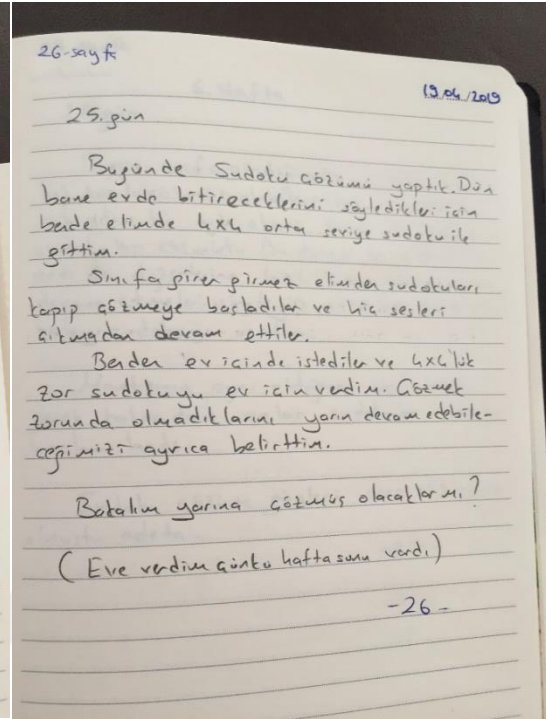 26-sayfa
19.04./2019
25.gün
Bugünde Sudoku çözümü yaptık. Dün
bana evde bitireceklerini söyledikleri için
bende elimde 4x4 orta seviye sudoku ile
gittim.
Sınıfa girer girmez elimden sudokuları
kapıp çözmeye başladılar ve hiç sesleri
çıkmadan devam ettiler.
Benden ev içinde istediler ve 4x4'lük
zor sudokuyu ev için verdim. Çözmek
zorunda olmadıklarını yarın devam edebile-
ceğimizi ayrıca belirttim.
Bakalım yarına çözmüş olacaklar mı?
(Eve verdim çünkü haftasonu vardı)
-26-